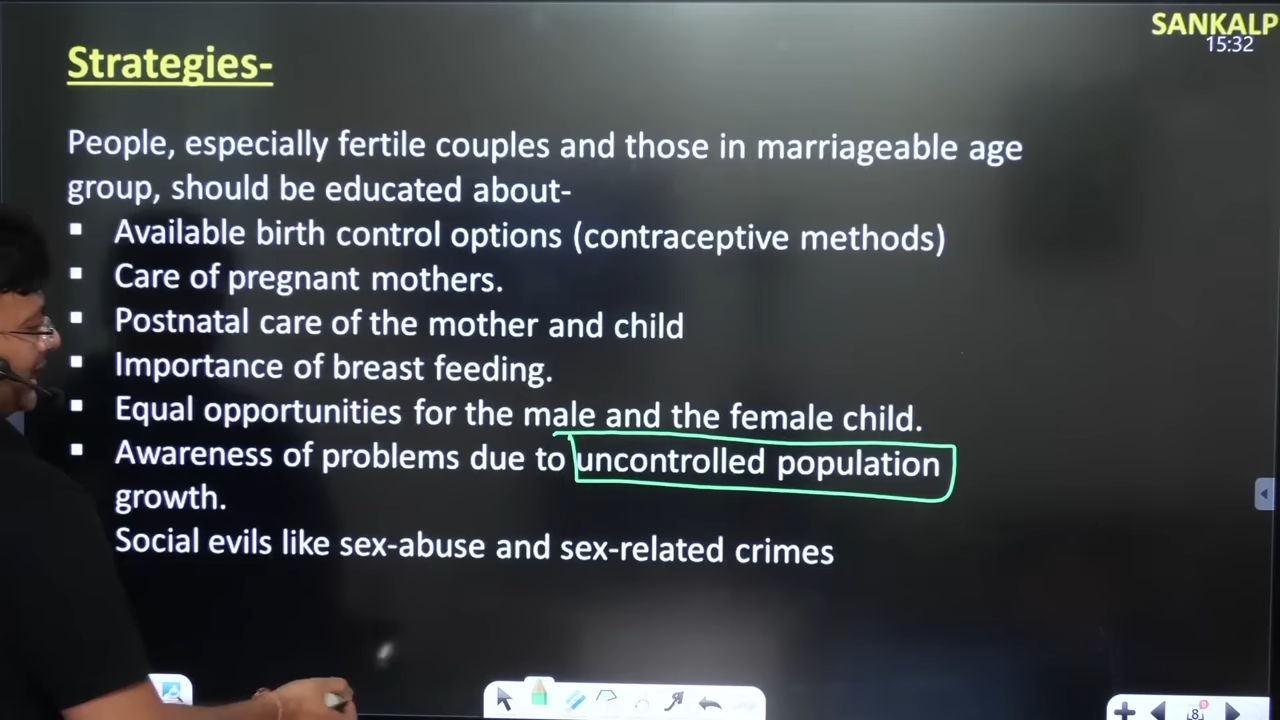 SANKALP
15:32
Strategies-
People, especially fertile couples and those in marriageable age
group, should be educated about-
▪ Available birth control options (contraceptive methods)
▪ Care of pregnant mothers.
▪ Postnatal care of the mother and child
▪ Importance of breast feeding.
▪ Equal opportunities for the male and the female child.
▪ Awareness of problems due to uncontrolled population
growth.
Social evils like sex-abuse and sex-related crimes
8